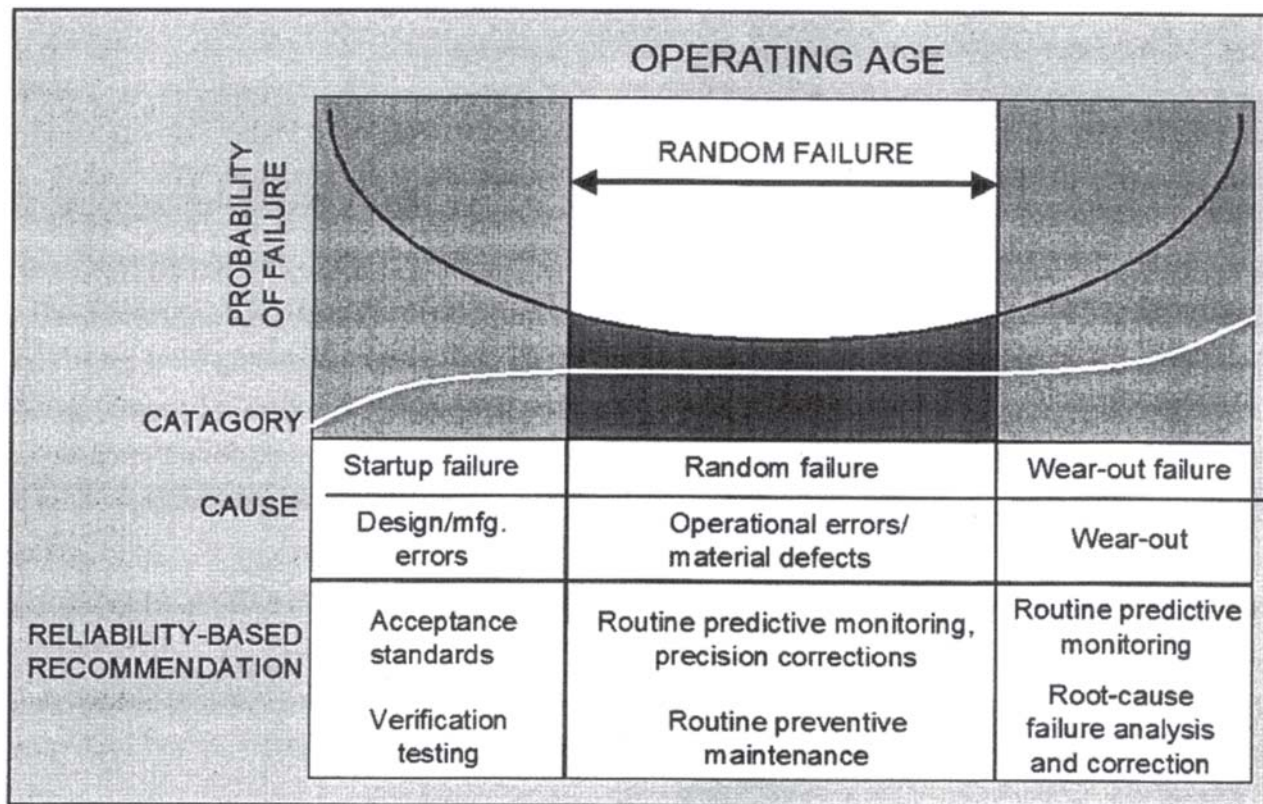 OPERATING AGE
PROBABILITY
OF FAILURE
RANDOM FAILURE
CATAGORY
Startup failure
Random failure
Wear-out failure
CAUSE
Design/mfg.
errors
Operational errors/
material defects
Wear-out
RELIABILITY-BASED
RECOMMENDATION
Acceptance
standards
Routine predictive monitoring,
precision corrections
Routine predictive
monitoring
Verification
testing
Routine preventive
maintenance
Root-cause
failure analysis
and correction